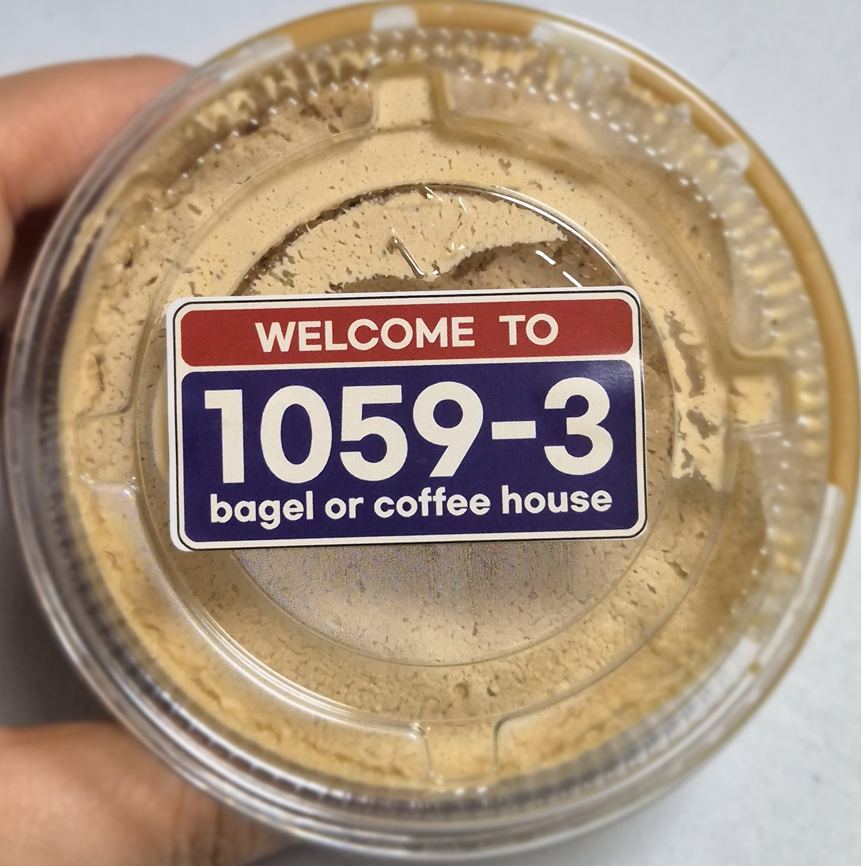 WELCOME TO
1059-3
bagel or coffee house